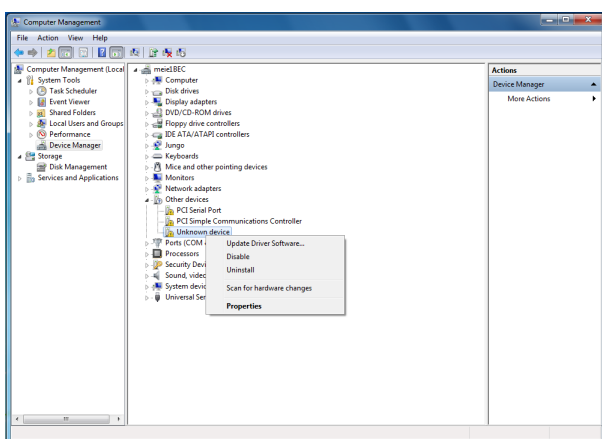 Computer Management
File Action View Help
Computer Management (Local
System Tools
Task Scheduler
Event Viewer
Shared Folders
Local Users and Groups
Performance
Device Manager
Storage
Disk Management
Services and Applications
meie1BEC
Computer
Disk drives
Display adapters
DVD/CD-ROM drives
Floppy drive controllers
IDE ATA/ATAPI controllers
Jungo
Keyboards
Mice and other pointing devices
Monitors
Network adapters
Other devices
PCI Serial Port
PCI Simple Communications Controller
Unknown device
Ports (COM
Processors
Security Devi
Sound, video
System devic
Universal Ser
Update Driver Software...
Disable
Uninstall
Scan for hardware changes
Properties
Actions
Device Manager
More Actions